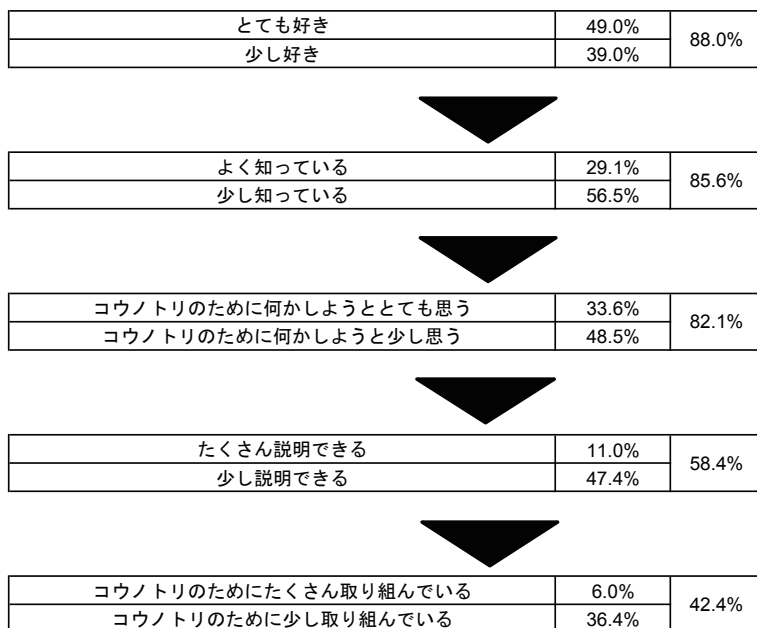 とても好き 49.0% 88.0%
少し好き 39.0%
よく知っている 29.1% 85.6%
少し知っている 56.5%
コウノトリのために何かしようととても思う 33.6% 82.1%
コウノトリのために何かしようと少し思う 48.5%
たくさん説明できる 11.0% 58.4%
少し説明できる 47.4%
コウノトリのためにたくさん取り組んでいる 6.0% 42.4%
コウノトリのために少し取り組んでいる 36.4%